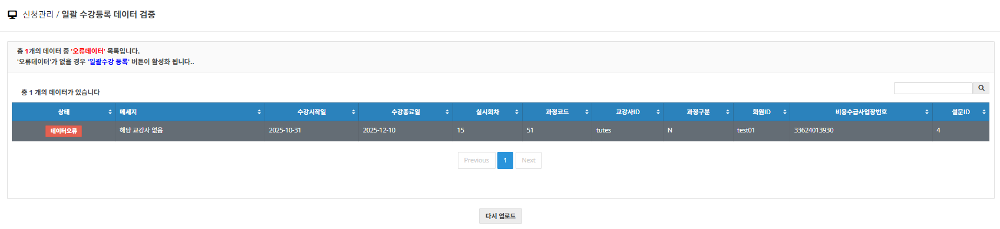 신청관리 / 일괄 수강등록 데이터 검증
총 1개의 데이터 중 '오류데이터' 목록입니다.
'오류데이터'가 없을 경우 '일괄수강 등록' 버튼이 활성화 됩니다..
총 1 개의 데이터가 있습니다
상태 메세지 수강시작일 수강종료일 실시회차 과정코드 교강사ID 과정구분 회원ID 비용수급사업장번호 설문ID
데이터오류 해당 교강사 없음 2025-10-31 2025-12-10 15 51 tutes N test01 33624013930 4
Previous 1 Next
다시 업로드